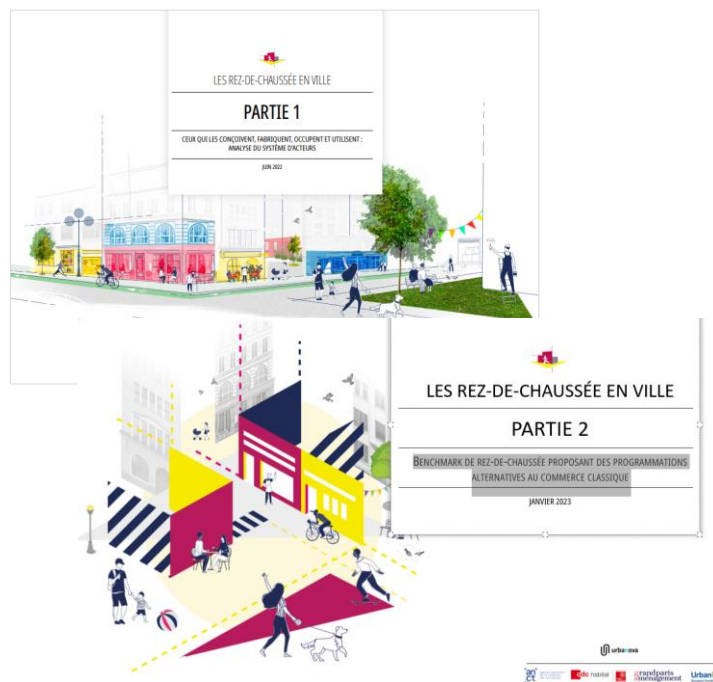 LES REZ-DE-CHAUSSÉE EN VILLE
PARTIE 1
CEUX QUI LES CONÇOIVENT, FABRIQUENT, OCCUPENT ET UTILISENT :
ANALYSE DU SYSTÈME D'ACTEURS
JUIN 2022
LES REZ-DE-CHAUSSÉE EN VILLE
PARTIE 2
BENCHMARK DE REZ-DE-CHAUSSÉE PROPOSANT DES PROGRAMMATIONS
ALTERNATIVES AU COMMERCE CLASSIQUE
JANVIER 2023
urbanova
cdc habitat grandparis aménagement Urban